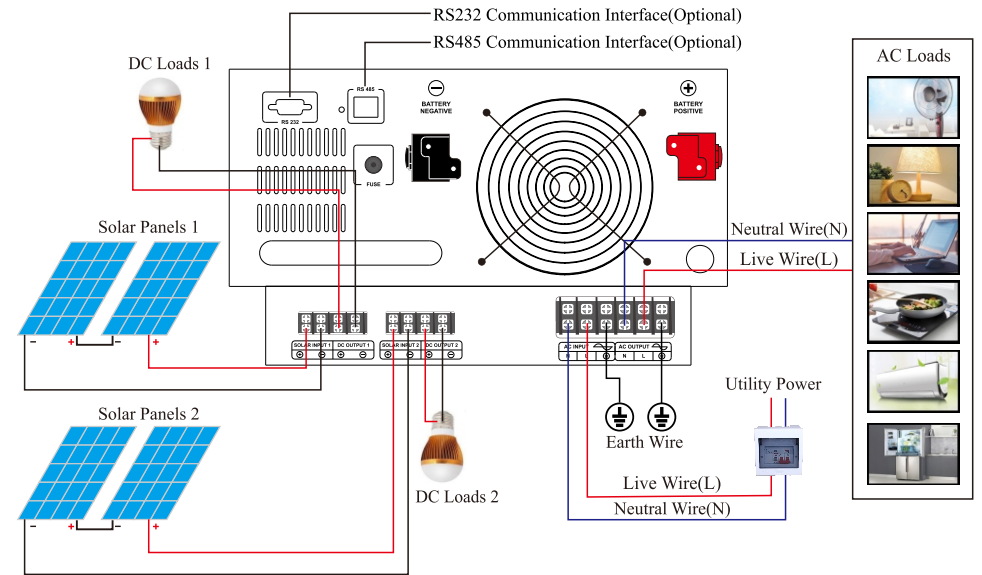 RS232 Communication Interface(Optional)
RS485 Communication Interface(Optional)
DC Loads 1
AC Loads
RS 485
RS 232
BATTERY
NEGATIVE
BATTERY
POSITIVE
FUSE
Solar Panels 1
Neutral Wire(N)
Live Wire(L)
- + - +
SOLAR INPUT 1 DC OUTPUT 1
+ - + -
SOLAR INPUT 2 DC OUTPUT 2
+ - + -
AC INPUT AC OUTPUT
N L N L
Utility Power
Solar Panels 2
Earth Wire
DC Loads 2
Live Wire(L)
Neutral Wire(N)
- + - +